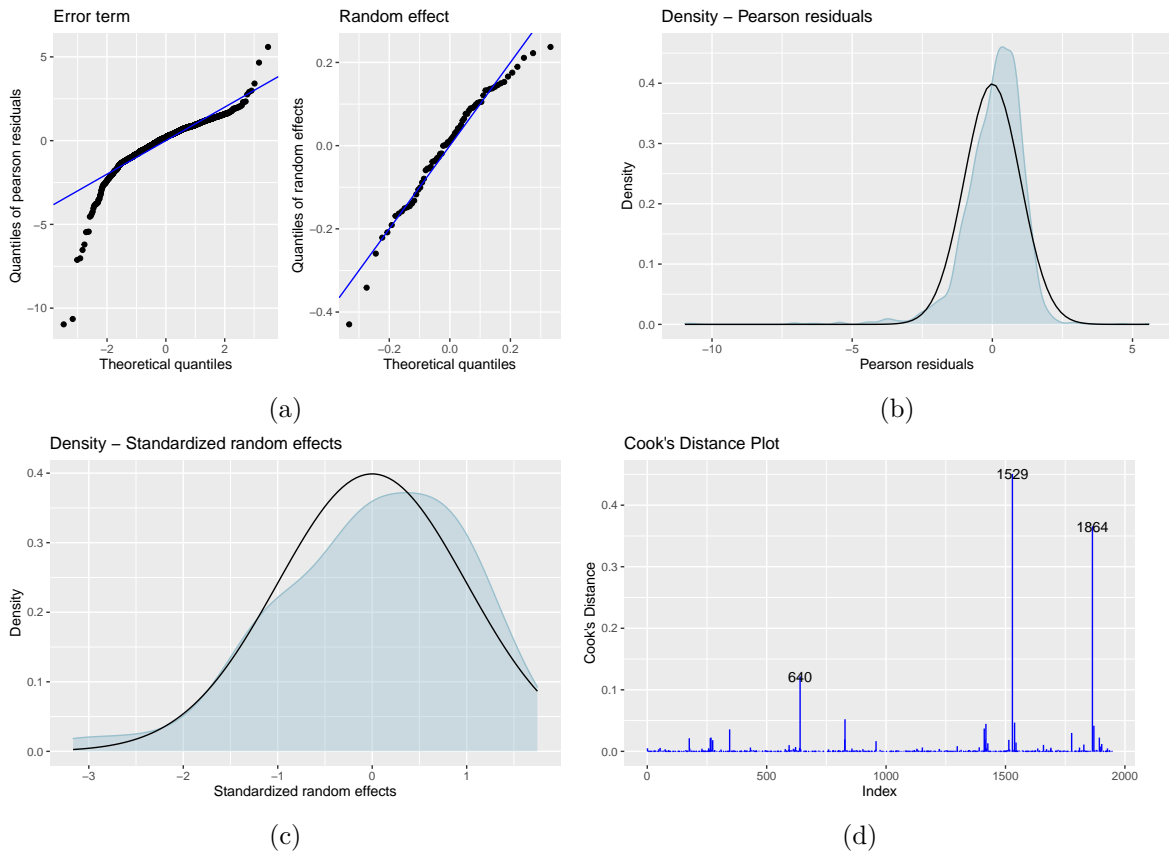 Error term
Random effect
Quantiles of pearson residuals
5
0
−5
−10
−2
0
2
Theoretical quantiles
Quantiles of random effects
0.2
0.0
−0.2
−0.4
−0.2
0.0
0.2
Theoretical quantiles
(a)
Density − Pearson residuals
Density
0.4
0.3
0.2
0.1
0.0
−10
−5
0
5
Pearson residuals
(b)
Density − Standardized random effects
Density
0.4
0.3
0.2
0.1
0.0
−3
−2
−1
0
1
Standardized random effects
(c)
Cook's Distance Plot
Cook's Distance
0.4
0.3
0.2
0.1
0.0
640
1529
1864
0
500
1000
1500
2000
Index
(d)